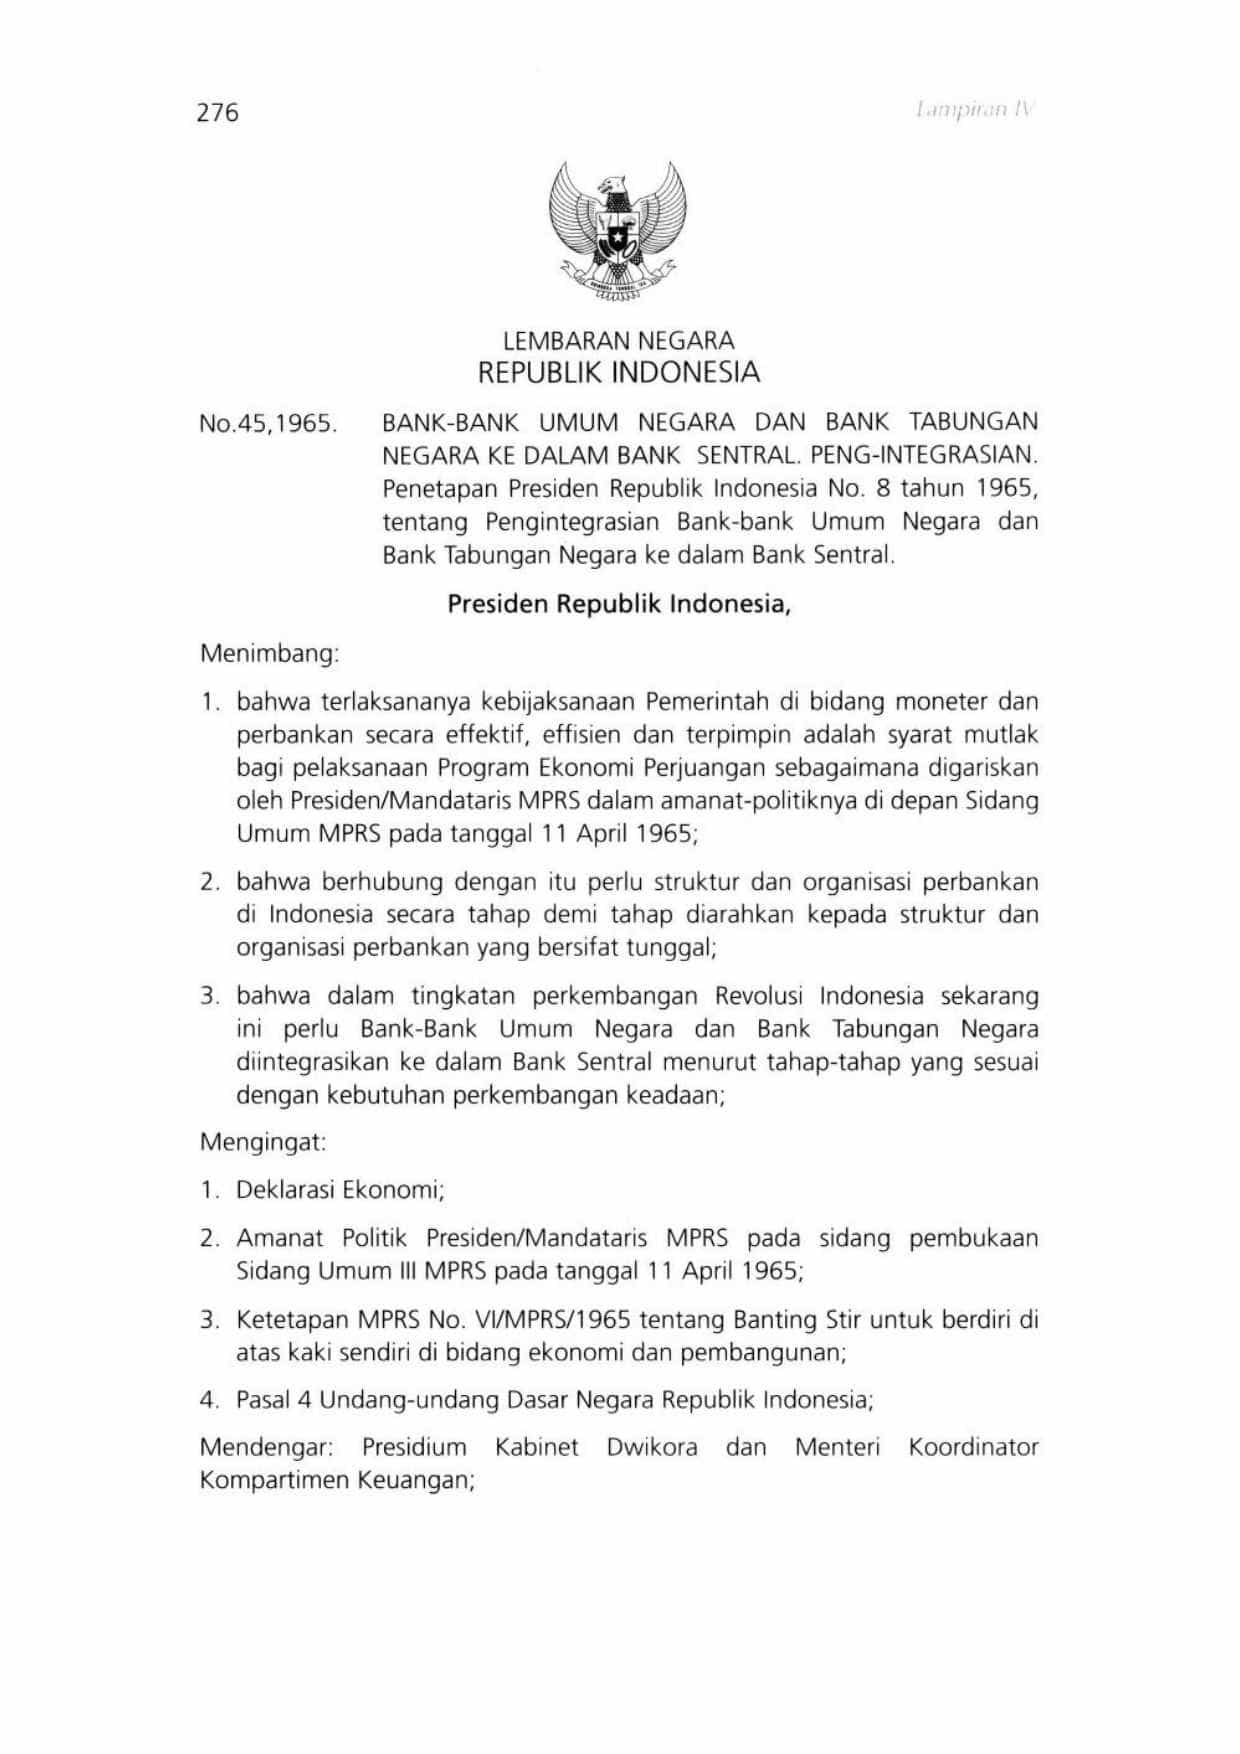 276
Lampiran IV
LEMBARAN NEGARA
REPUBLIK INDONESIA
No.45,1965.
BANK-BANK UMUM NEGARA DAN BANK TABUNGAN
NEGARA KE DALAM BANK SENTRAL. PENG-INTEGRASIAN.
Penetapan Presiden Republik Indonesia No. 8 tahun 1965,
tentang Pengintegrasian Bank-bank Umum Negara dan
Bank Tabungan Negara ke dalam Bank Sentral.
Presiden Republik Indonesia,
Menimbang:
1. bahwa terlaksananya kebijaksanaan Pemerintah di bidang moneter dan
perbankan secara effektif, effisien dan terpimpin adalah syarat mutlak
bagi pelaksanaan Program Ekonomi Perjuangan sebagaimana digariskan
oleh Presiden/Mandataris MPRS dalam amanat-politiknya di depan Sidang
Umum MPRS pada tanggal 11 April 1965;
2. bahwa berhubung dengan itu perlu struktur dan organisasi perbankan
di Indonesia secara tahap demi tahap diarahkan kepada struktur dan
organisasi perbankan yang bersifat tunggal;
3. bahwa dalam tingkatan perkembangan Revolusi Indonesia sekarang
ini perlu Bank-Bank Umum Negara dan Bank Tabungan Negara
diintegrasikan ke dalam Bank Sentral menurut tahap-tahap yang sesuai
dengan kebutuhan perkembangan keadaan;
Mengingat:
1. Deklarasi Ekonomi;
2. Amanat Politik Presiden/Mandataris MPRS pada sidang pembukaan
Sidang Umum III MPRS pada tanggal 11 April 1965;
3. Ketetapan MPRS No. VI/MPRS/1965 tentang Banting Stir untuk berdiri di
atas kaki sendiri di bidang ekonomi dan pembangunan;
4. Pasal 4 Undang-undang Dasar Negara Republik Indonesia;
Mendengar: Presidium Kabinet Dwikora dan Menteri Koordinator
Kompartimen Keuangan;